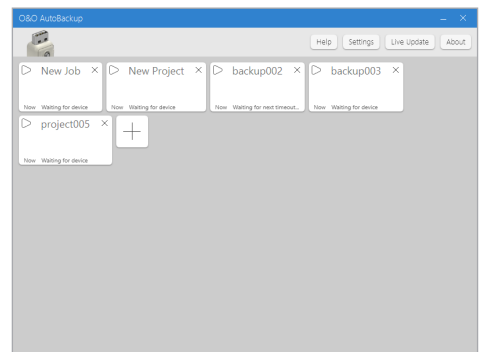 O&O AutoBackup
Help Settings Live Update About
New Job New Project backup002 backup003
Now Waiting for device Now Waiting for device Now Waiting for next timeout... Now Waiting for device
project005
Now Waiting for device